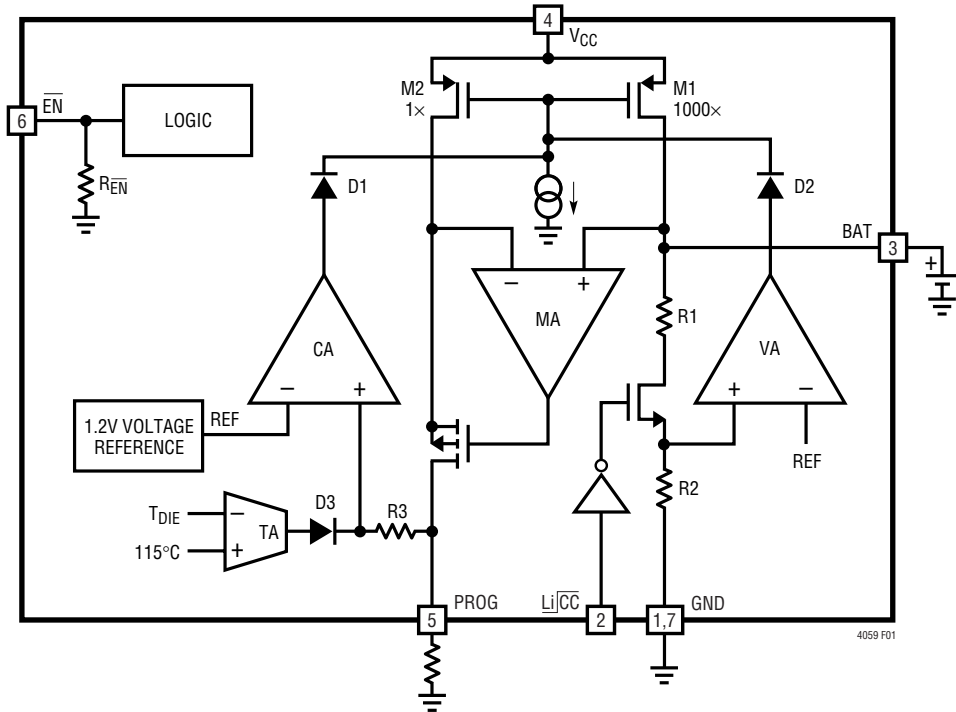 4
VCC
M2
1×
M1
1000×
6
EN
LOGIC
REN
D1
D2
BAT
3
+
− +
MA
R1
CA
− +
VA
+ −
1.2V VOLTAGE
REFERENCE
REF
REF
R2
TDIE
−
TA
D3
R3
115°C
+
PROG
Li CC
GND
5
2
1,7
4059 F01